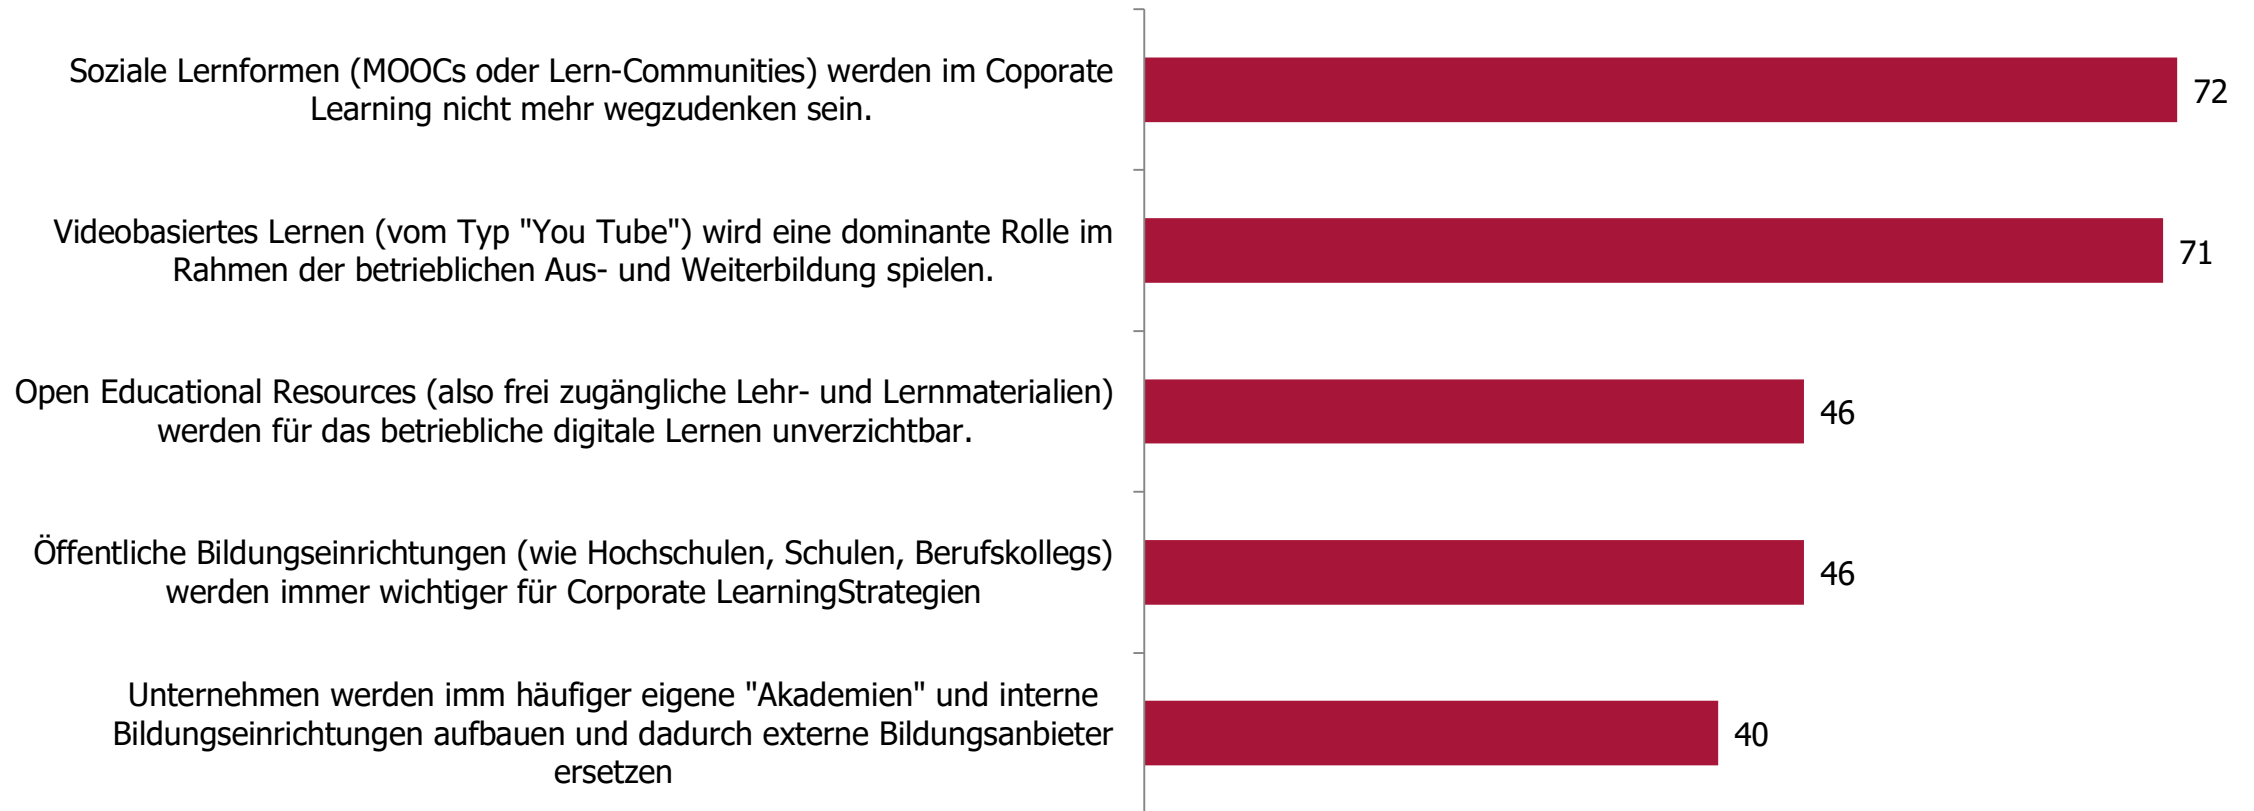 Soziale Lernformen (MOOCs oder Lern-Communities) werden im Coporate
Learning nicht mehr wegzudenken sein.
72
Videobasiertes Lernen (vom Typ "You Tube") wird eine dominante Rolle im
Rahmen der betrieblichen Aus- und Weiterbildung spielen.
71
Open Educational Resources (also frei zugängliche Lehr- und Lernmaterialien)
werden für das betriebliche digitale Lernen unverzichtbar.
46
Öffentliche Bildungseinrichtungen (wie Hochschulen, Schulen, Berufskollegs)
werden immer wichtiger für Corporate LearningStrategien
46
Unternehmen werden imm häufiger eigene "Akademien" und interne
Bildungseinrichtungen aufbauen und dadurch externe Bildungsanbieter
ersetzen
40